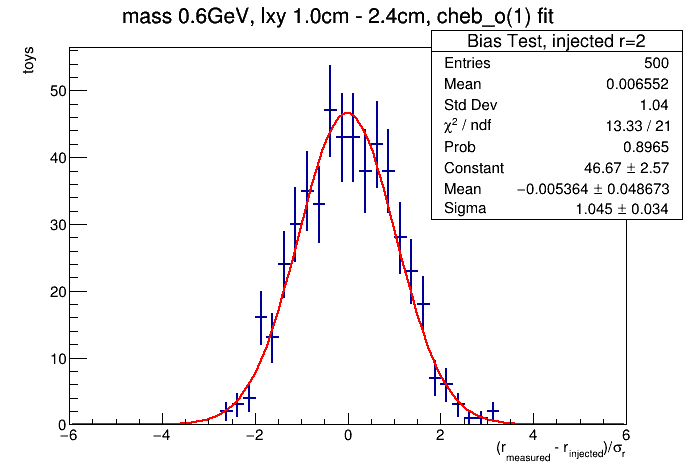 mass 0.6GeV, lxy 1.0cm - 2.4cm, cheb_o(1) fit
Bias Test, injected r=2
Entries 500
Mean 0.006552
Std Dev 1.04
χ² / ndf 13.33 / 21
Prob 0.8965
Constant 46.67 ± 2.57
Mean −0.005364 ± 0.048673
Sigma 1.045 ± 0.034
toys
50
40
30
20
10
0
−6 −4 −2 0 2 4 6
(r_measured - r_injected)/σ_r